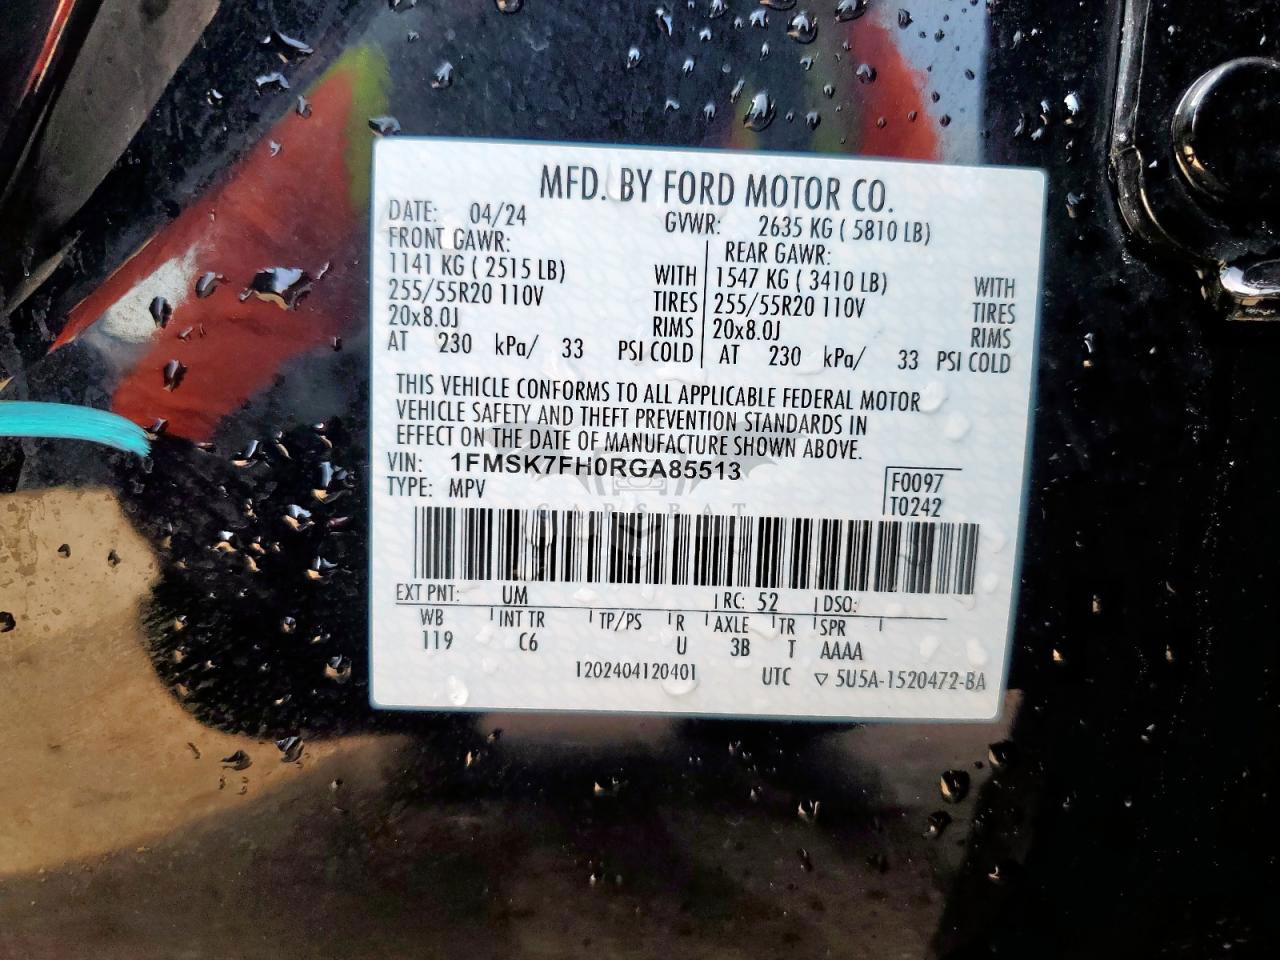 MFD. BY FORD MOTOR CO.
DATE: 04/24 GVWR: 2635 KG ( 5810 LB)
FRONT GAWR: REAR GAWR:
1141 KG ( 2515 LB) WITH 1547 KG ( 3410 LB) WITH
255/55R20 110V TIRES 255/55R20 110V TIRES
20x8.0J RIMS 20x8.0J RIMS
AT 230 kPa/ 33 PSI COLD AT 230 kPa/ 33 PSI COLD
THIS VEHICLE CONFORMS TO ALL APPLICABLE FEDERAL MOTOR
VEHICLE SAFETY AND THEFT PREVENTION STANDARDS IN
EFFECT ON THE DATE OF MANUFACTURE SHOWN ABOVE.
VIN: 1FMSK7FH0RGA85513
TYPE: MPV
F0097
T0242
CARSBAT
EXT PNT: UM RC: 52 DSO:
WB INT TR TP/PS R AXLE TR SPR
119 C6 U 3B T AAAA
1202404120401 UTC ▽ 5U5A-1520472-BA